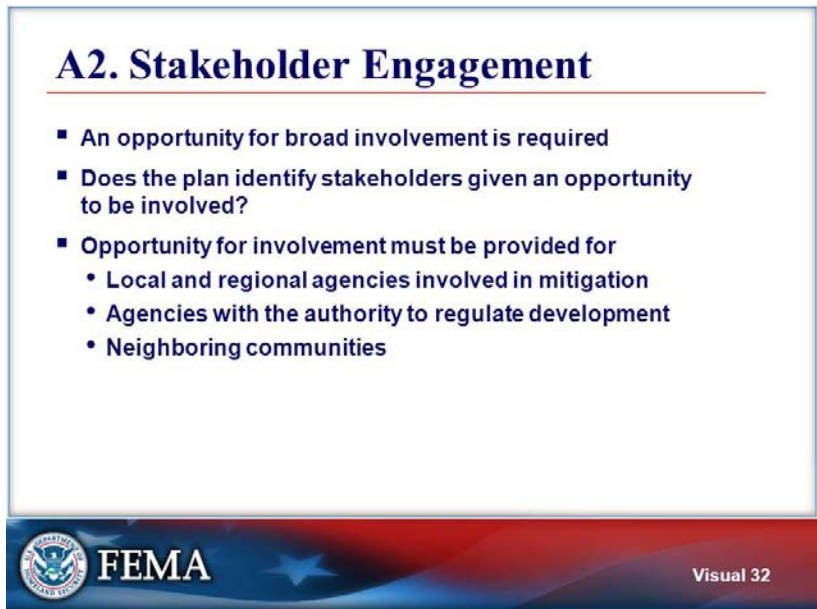 A2. Stakeholder Engagement
▪ An opportunity for broad involvement is required
▪ Does the plan identify stakeholders given an opportunity
to be involved?
▪ Opportunity for involvement must be provided for
• Local and regional agencies involved in mitigation
• Agencies with the authority to regulate development
• Neighboring communities
FEMA
Visual 32